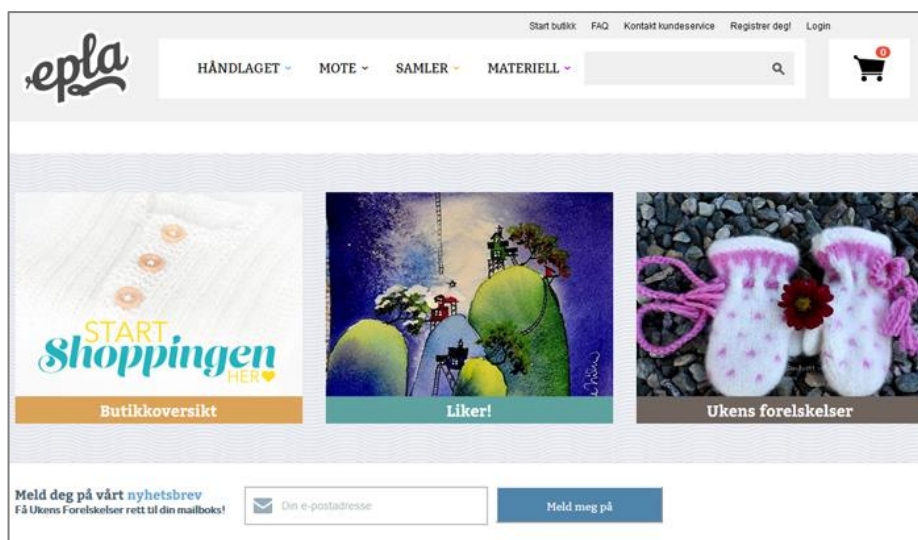 Start butikk FAQ Kontakt kundeservice Registrer deg! Login
epla
HÅNDLAGET MOTE SAMLER MATERIELL
0
START
Shoppingen
HER
Butikkoversikt
Liker!
Ukens forelskelser
Meld deg på vårt nyhetsbrev
Få Ukens Forelskelser rett til din mailboks!
Din e-postadresse
Meld meg på